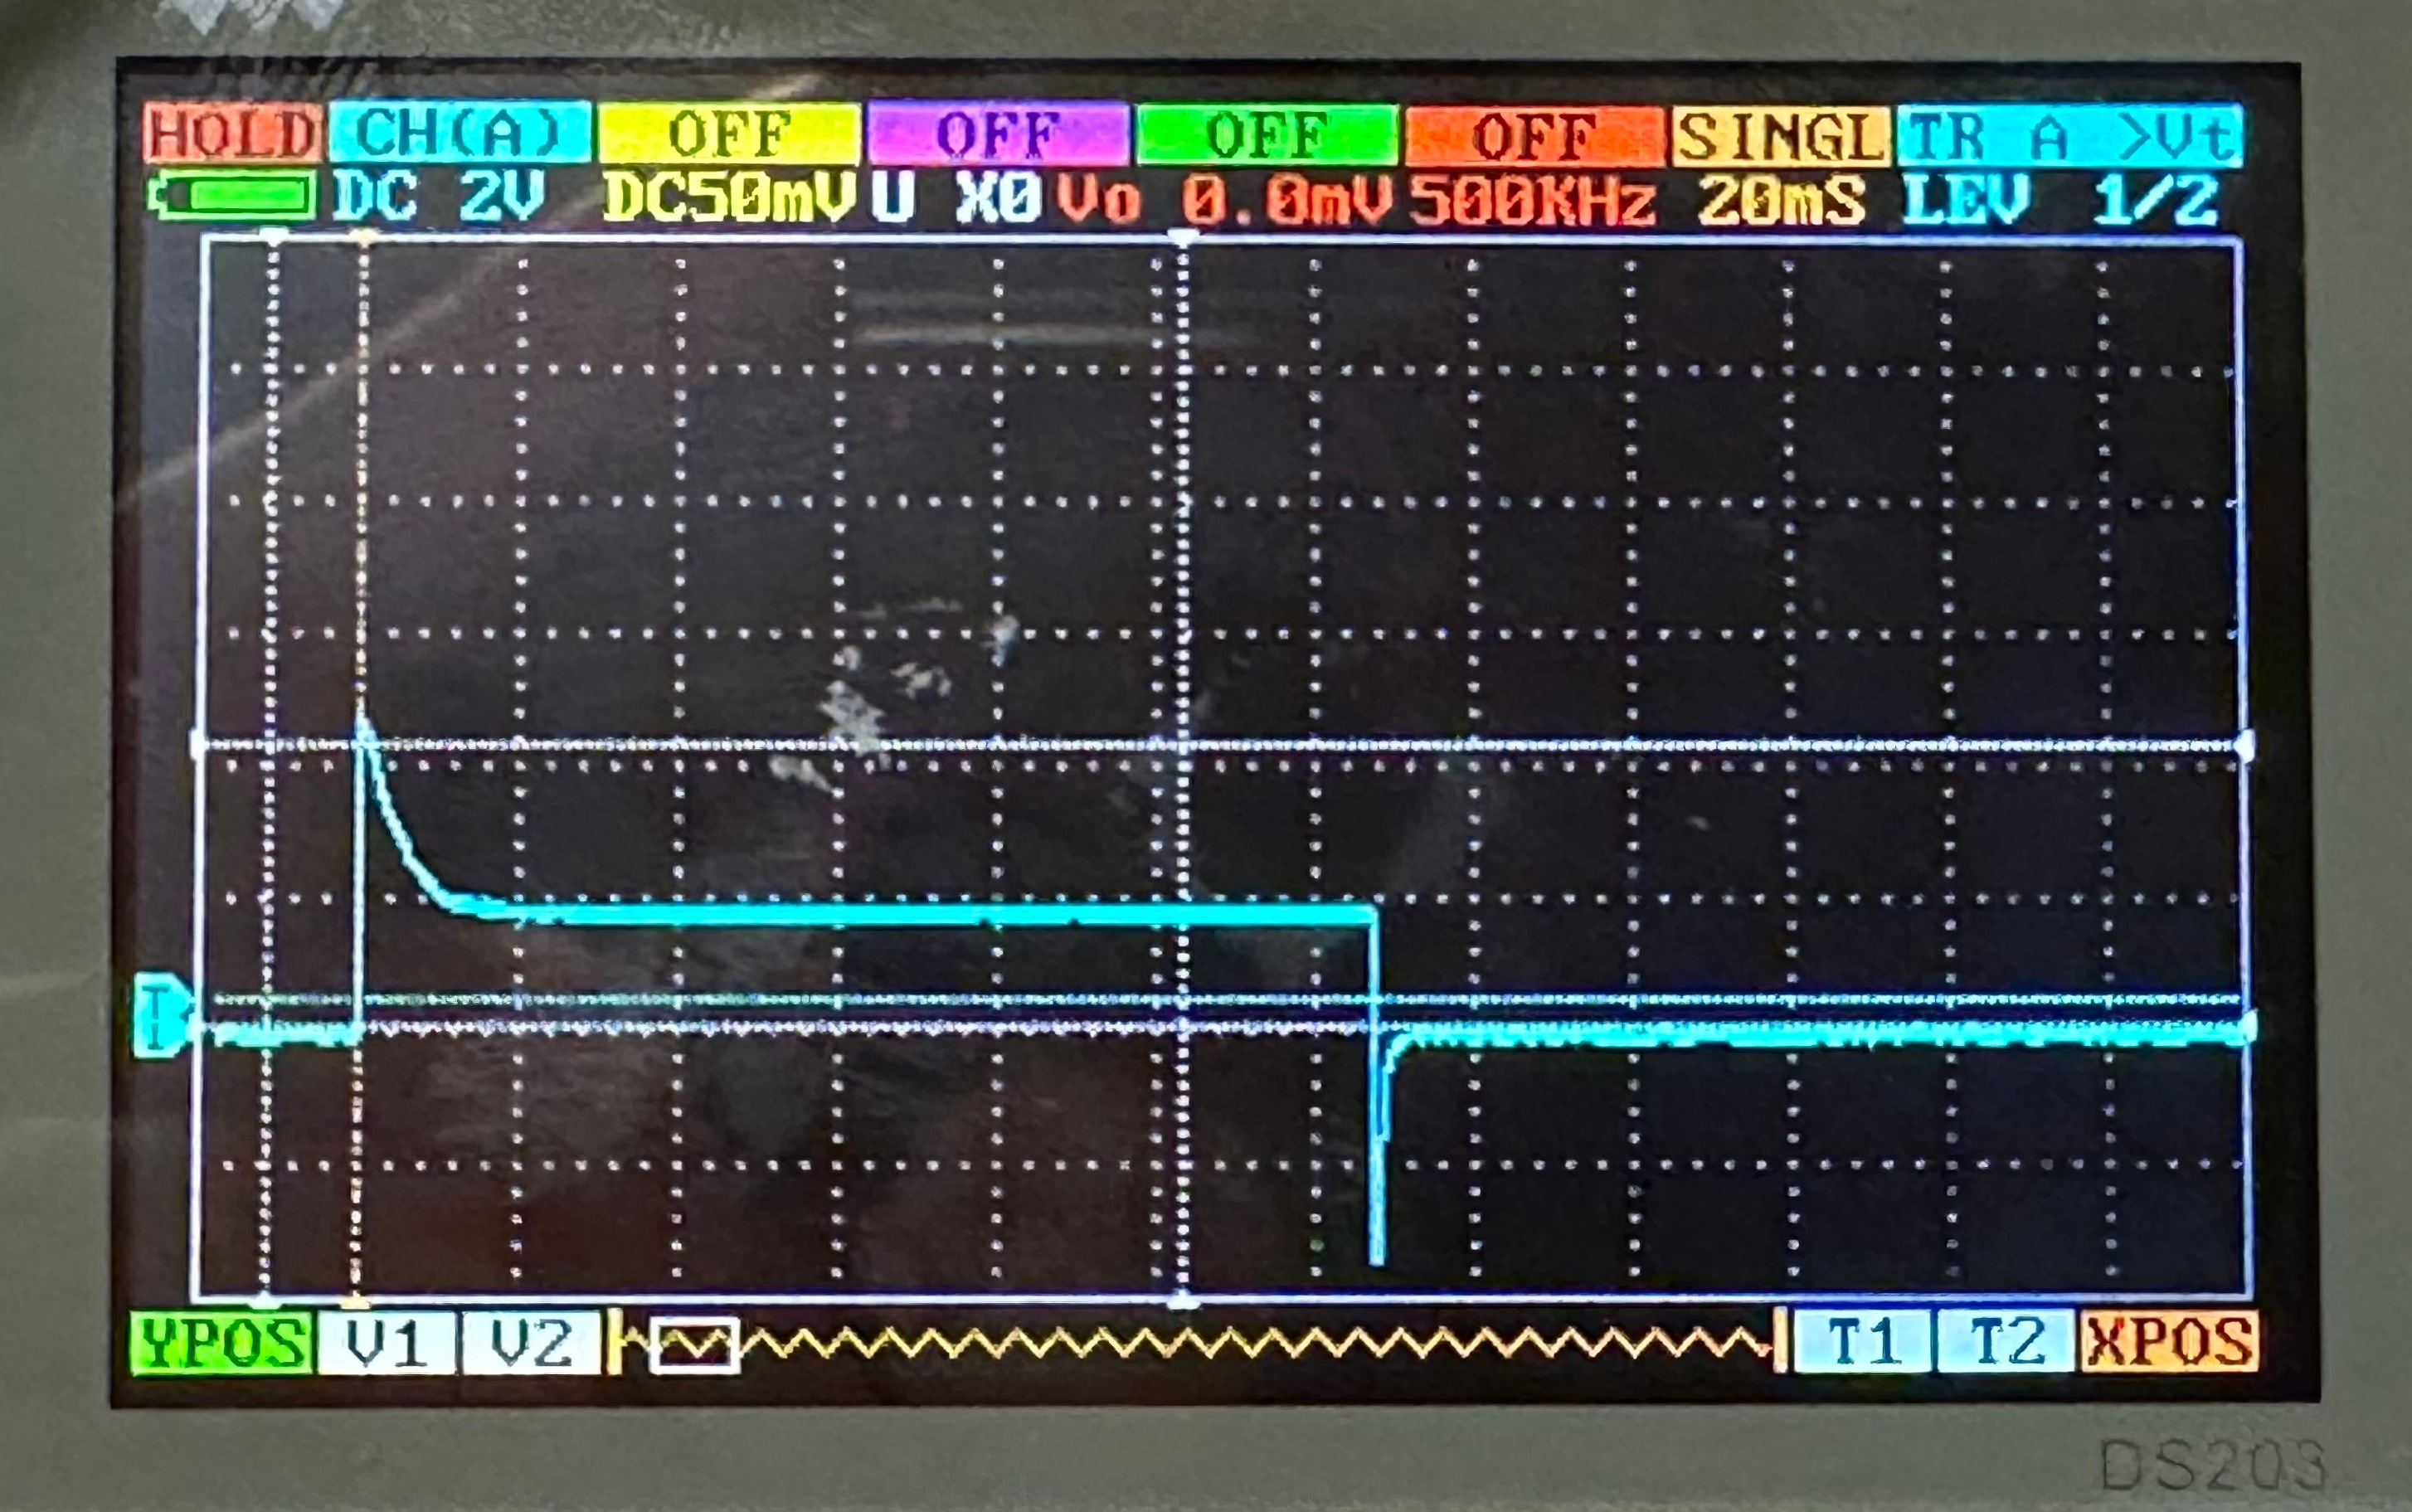 HOLD CH(A) OFF OFF OFF OFF SINGL TR A >Vt
DC 2V DC50mV U X0 Vo 0.0mV 500KHz 20mS LEV 1/2
T
YPOS V1 V2 T1 T2 XPOS
DS203